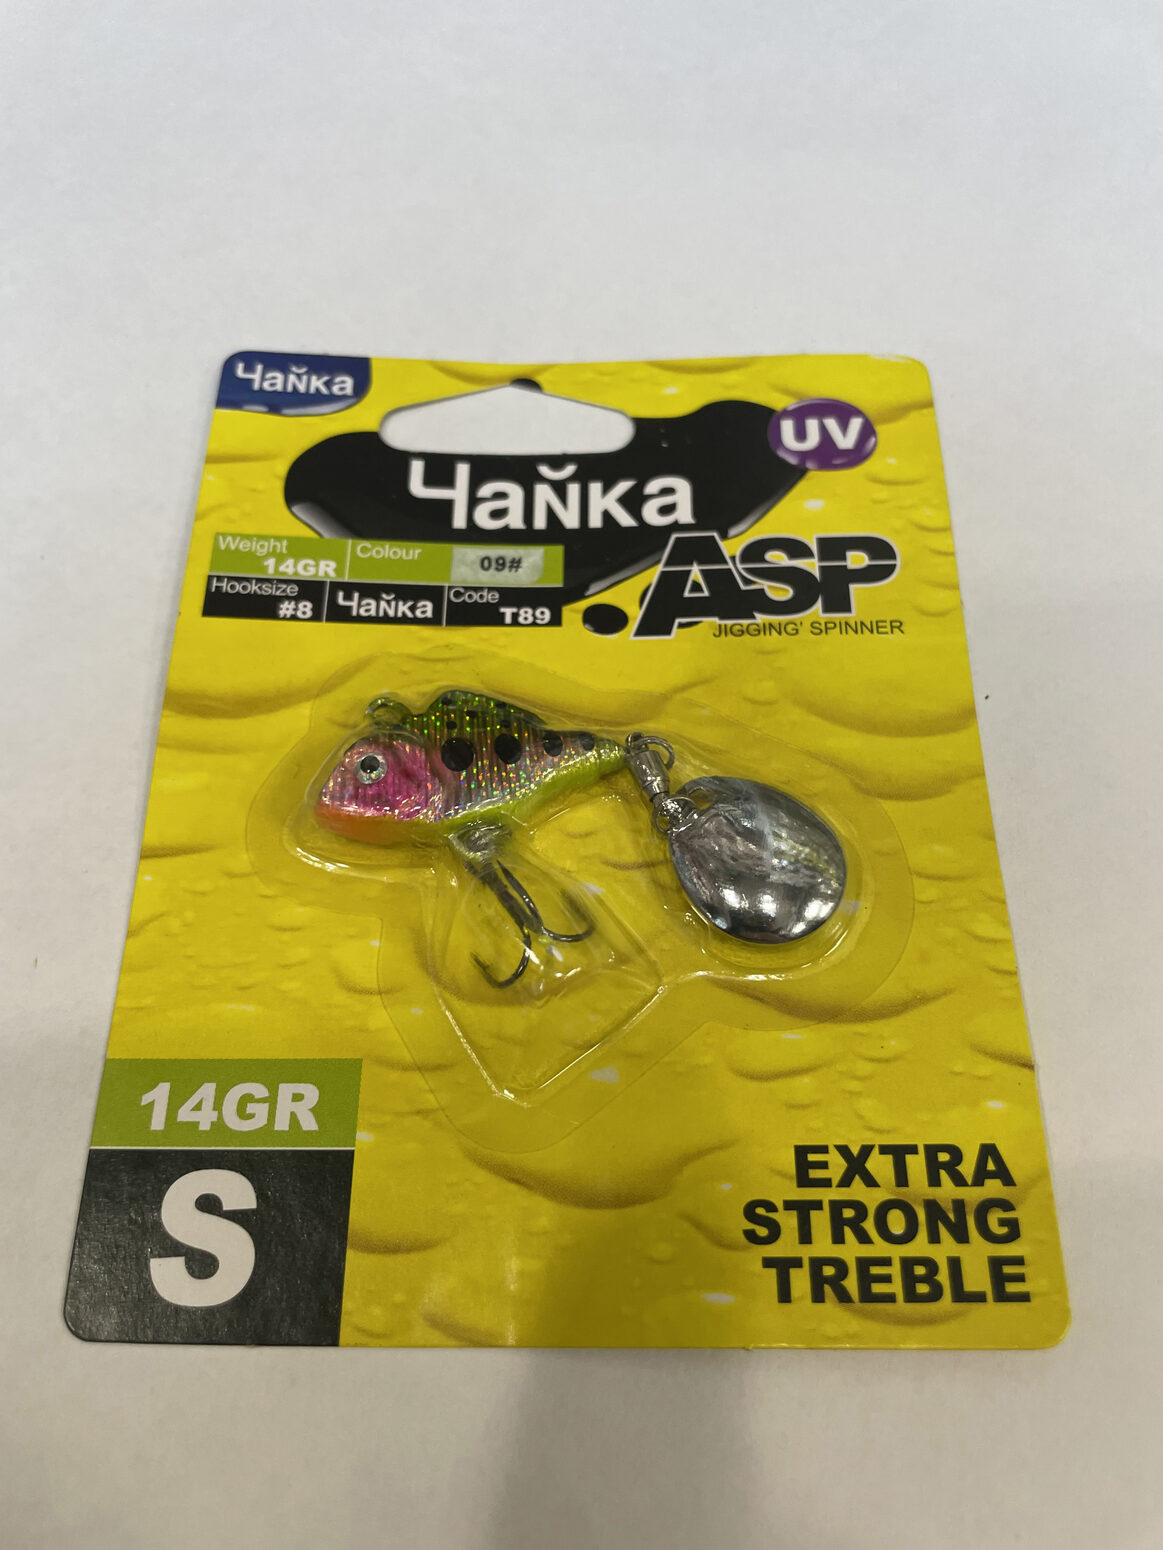 Чайка
UV
Чайка
ASP
JIGGING' SPINNER
Weight
14GR
Colour
09#
Hooksize
#8
Чайка
Code
T89
14GR
S
EXTRA
STRONG
TREBLE